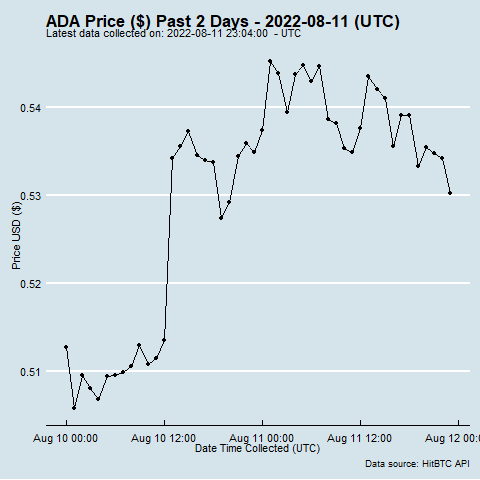 ADA Price ($) Past 2 Days - 2022-08-11 (UTC)
Latest data collected on: 2022-08-11 23:04:00 - UTC
0.54
0.53
0.52
0.51
Price USD ($)
Aug 10 00:00 Aug 10 12:00 Aug 11 00:00 Aug 11 12:00 Aug 12 00:0
Date Time Collected (UTC)
Data source: HitBTC API